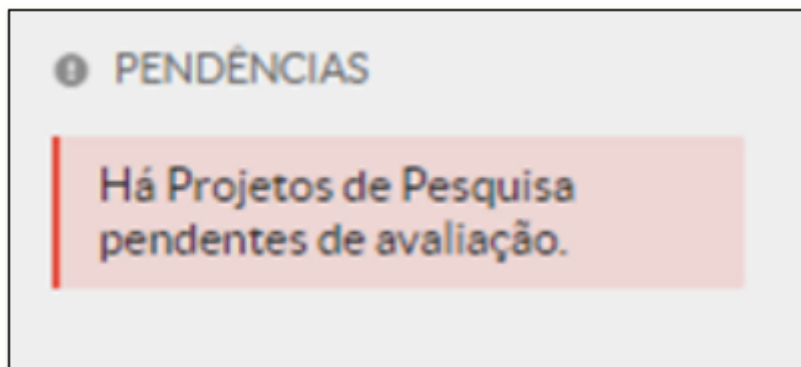 PENDÊNCIAS
Há Projetos de Pesquisa
pendentes de avaliação.